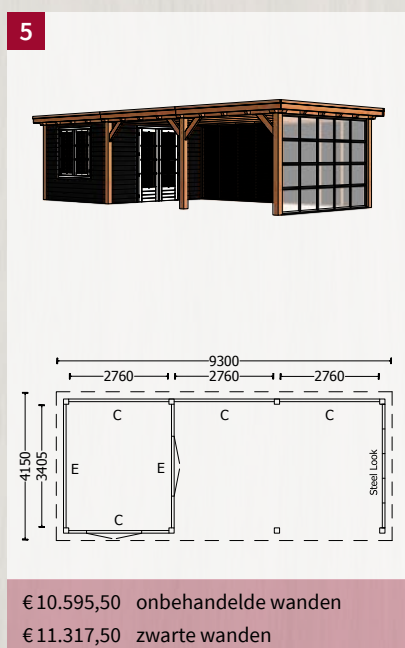 5
9300
2760 2760 2760
C C C
4150 3405 E E Steel Look
C
€ 10.595,50 onbehandelde wanden
€ 11.317,50 zwarte wanden